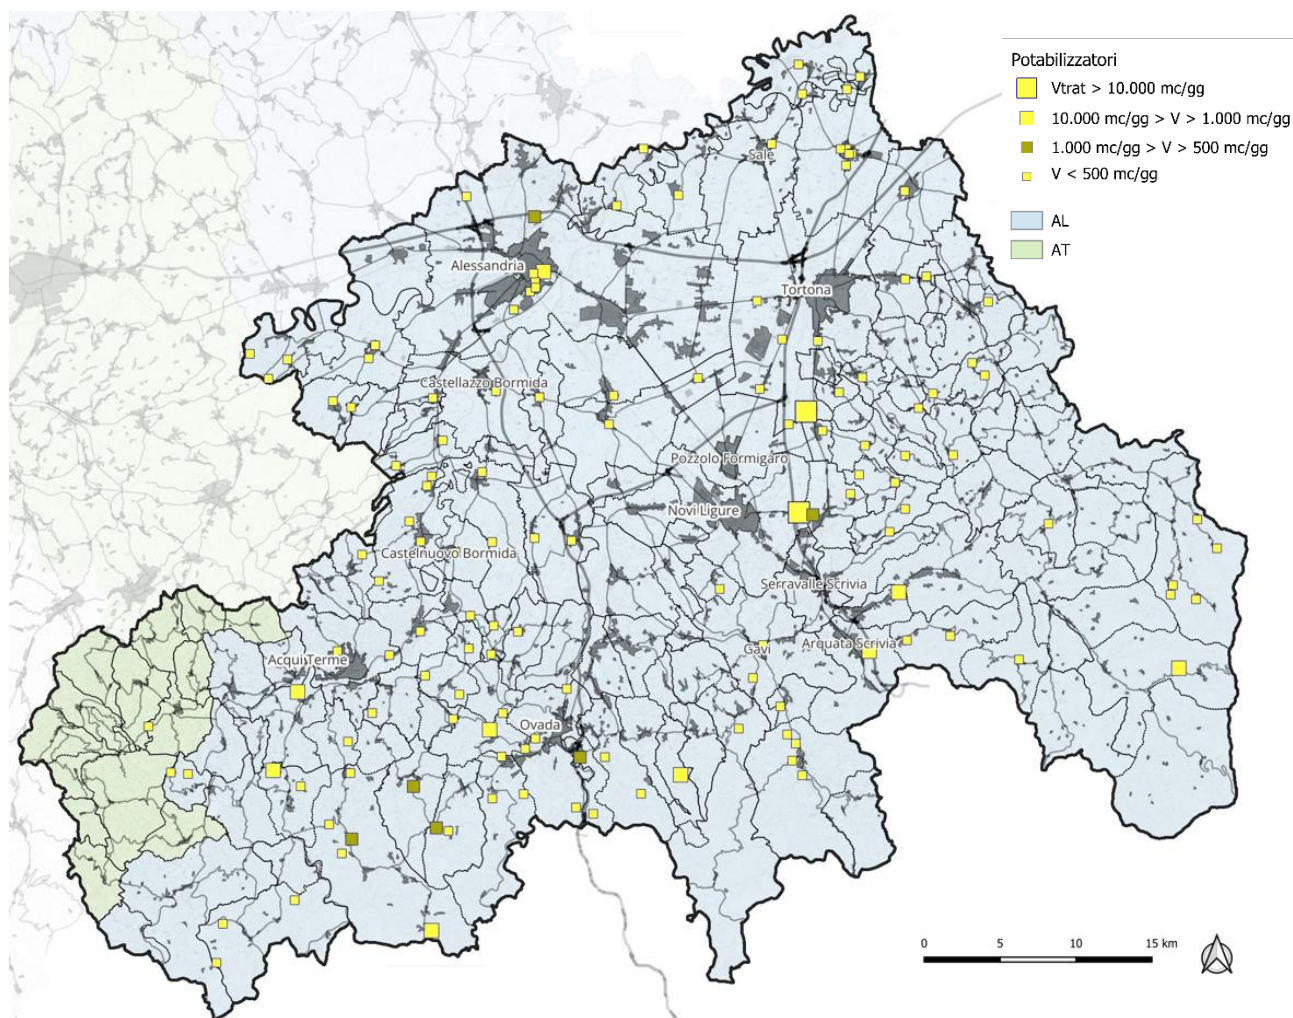 Potabilizzatori
Vtrat > 10.000 mc/gg
10.000 mc/gg > V > 1.000 mc/gg
1.000 mc/gg > V > 500 mc/gg
V < 500 mc/gg
AL
AT
Sale
Alessandria
Tortona
Castellazzo Bormida
Pozzolo Formigaro
Novi Ligure
Castelnuovo Bormida
Serravalle Scrivia
Arquata Scrivia
Gavi
Acqui Terme
Ovada
0 5 10 15 km